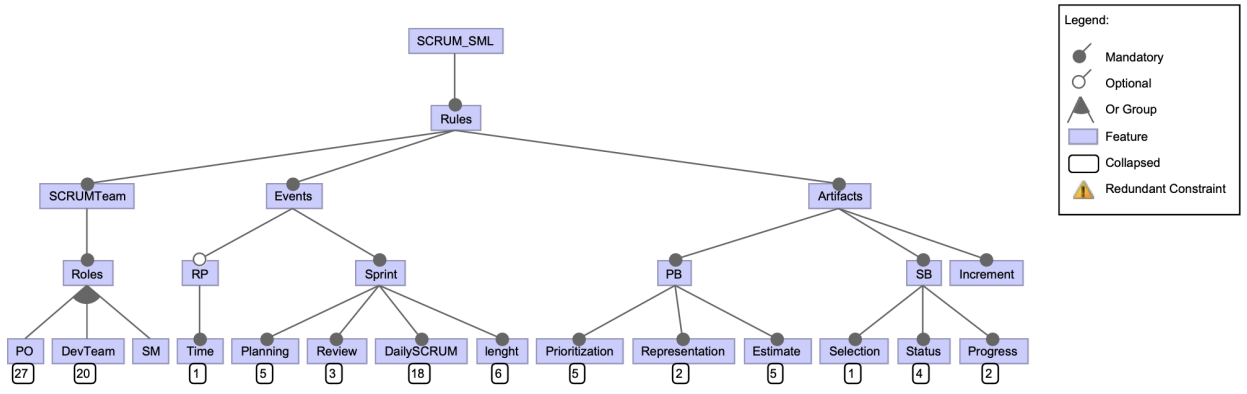 SCRUM_SML
Legend:
Mandatory
Optional
Or Group
Feature
Collapsed
Redundant Constraint
Rules
SCRUMTeam
Events
Artifacts
Roles
RP
Sprint
PB
SB
Increment
PO
DevTeam
SM
Time
Planning
Review
DailySCRUM
lenght
Prioritization
Representation
Estimate
Selection
Status
Progress
27
20
1
5
3
18
6
5
2
5
1
4
2